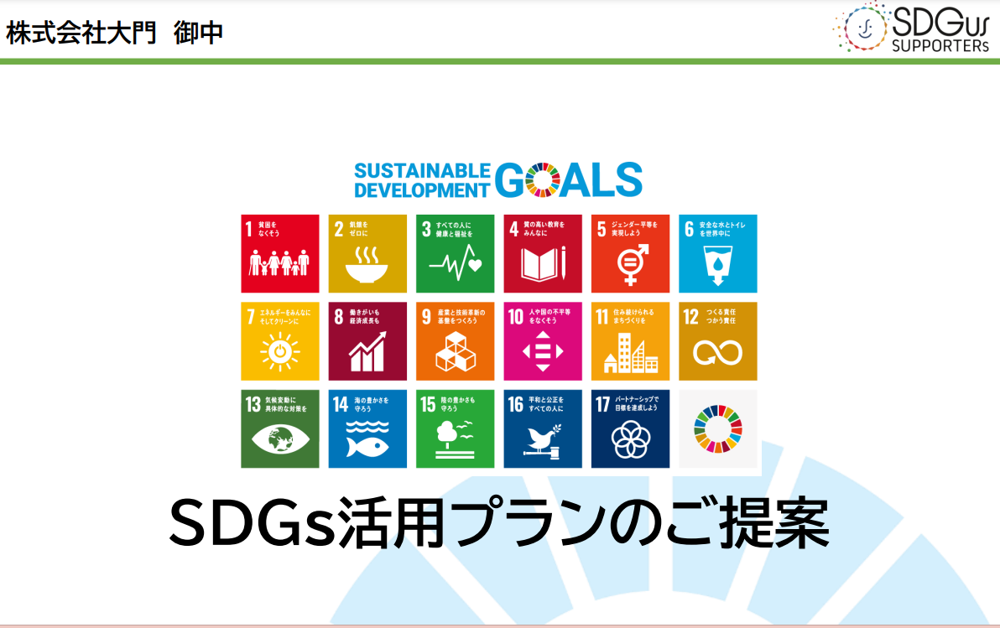 株式会社大門 御中
SDGs
SUPPORTERS
SUSTAINABLE
DEVELOPMENT
GOALS
1 貧困を
なくそう
2 飢餓を
ゼロに
3 すべての人に
健康と福祉を
4 質の高い教育を
みんなに
5 ジェンダー平等を
実現しよう
6 安全な水とトイレ
を世界中に
7 エネルギーをみんなに
そしてクリーンに
8 働きがいも
経済成長も
9 産業と技術革新の
基盤をつくろう
10 人や国の不平等
をなくそう
11 住み続けられる
まちづくりを
12 つくる責任
つかう責任
13 気候変動に
具体的な対策を
14 海の豊かさを
守ろう
15 陸の豊かさも
守ろう
16 平和と公正を
すべての人に
17 パートナーシップで
目標を達成しよう
SDGs活用プランのご提案